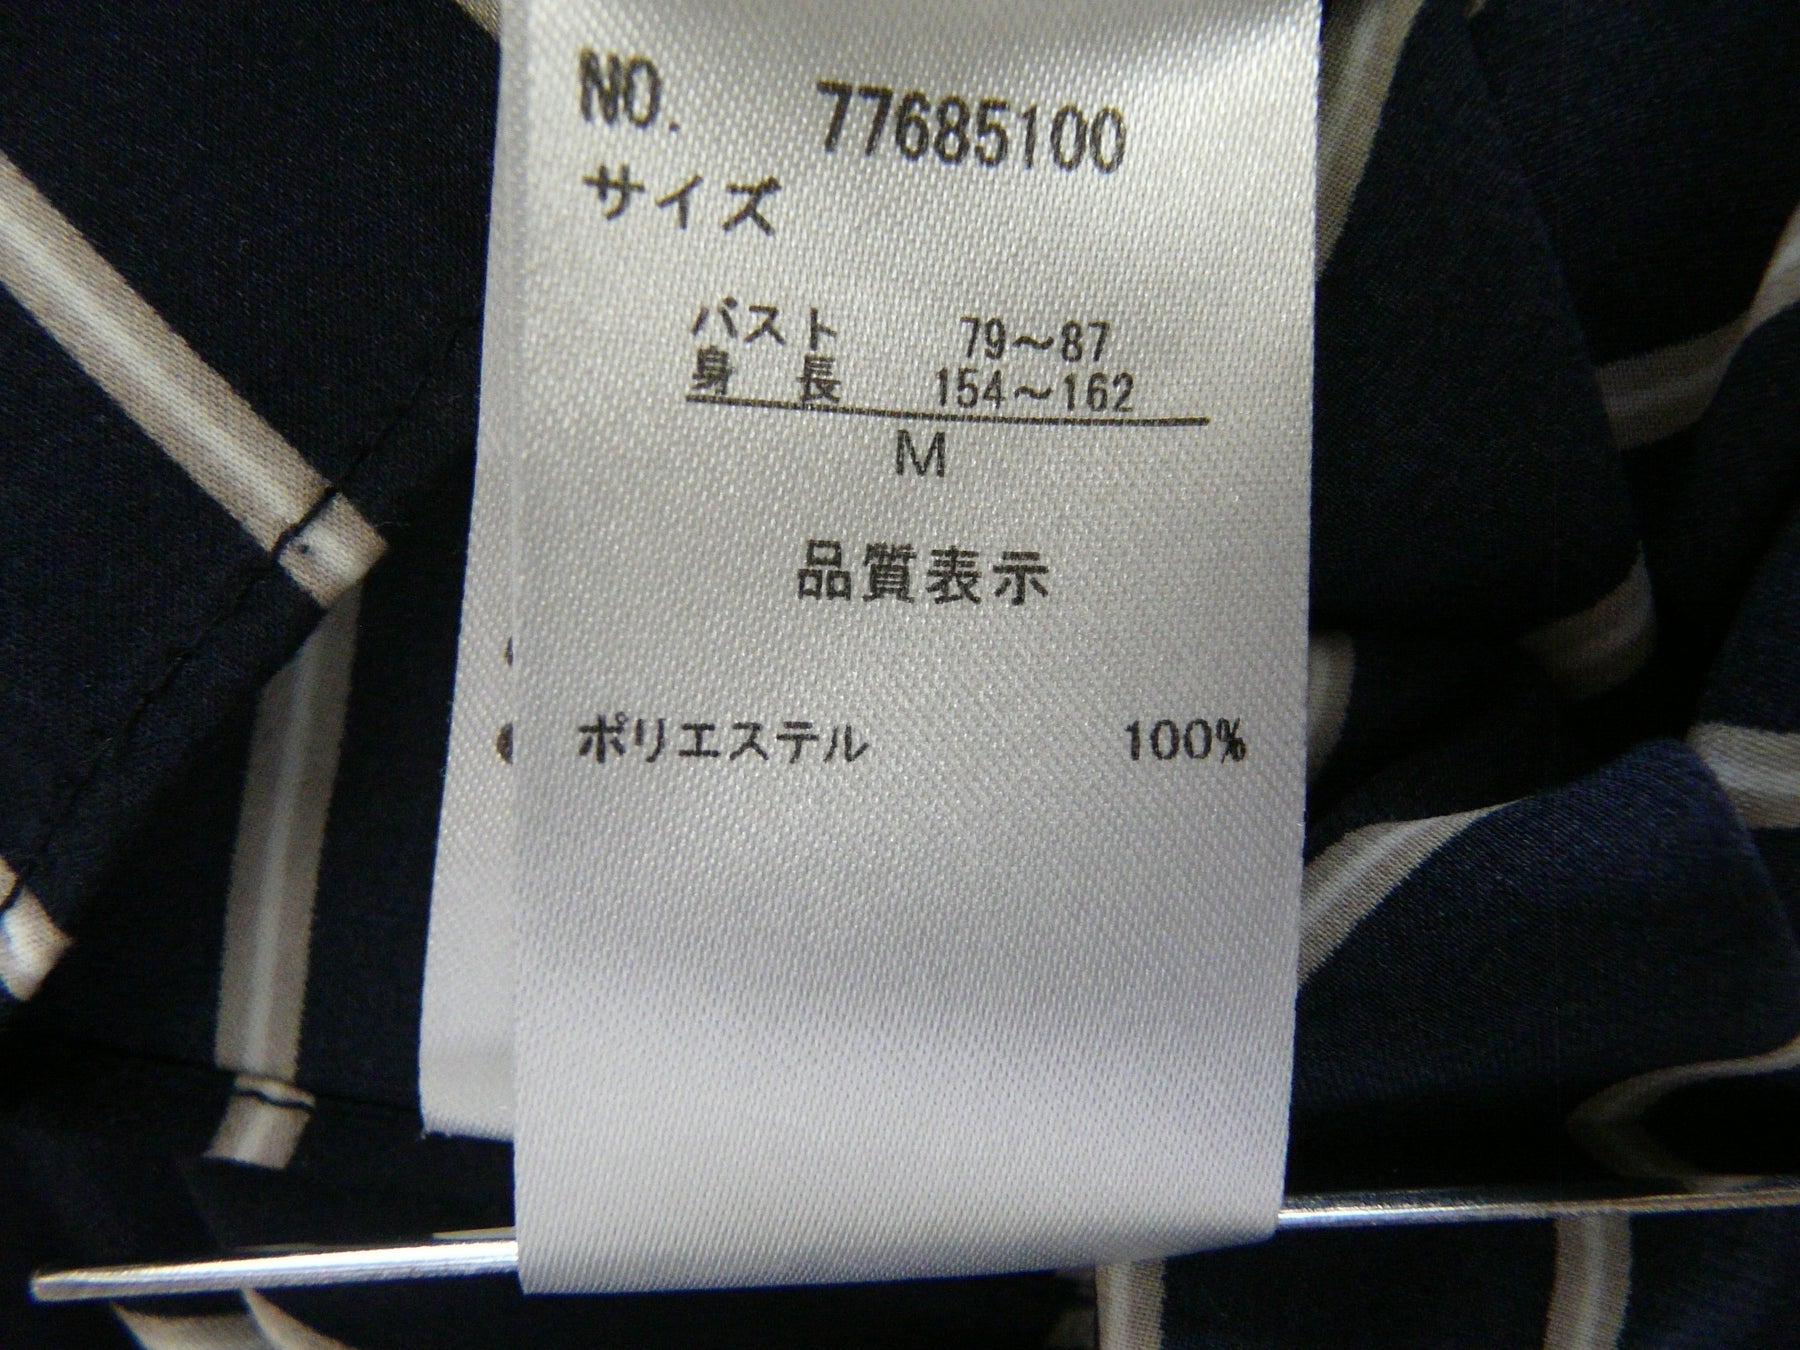 NO. 77685100
サイズ
バスト 79～87
身長 154～162
M
品質表示
ポリエステル 100%